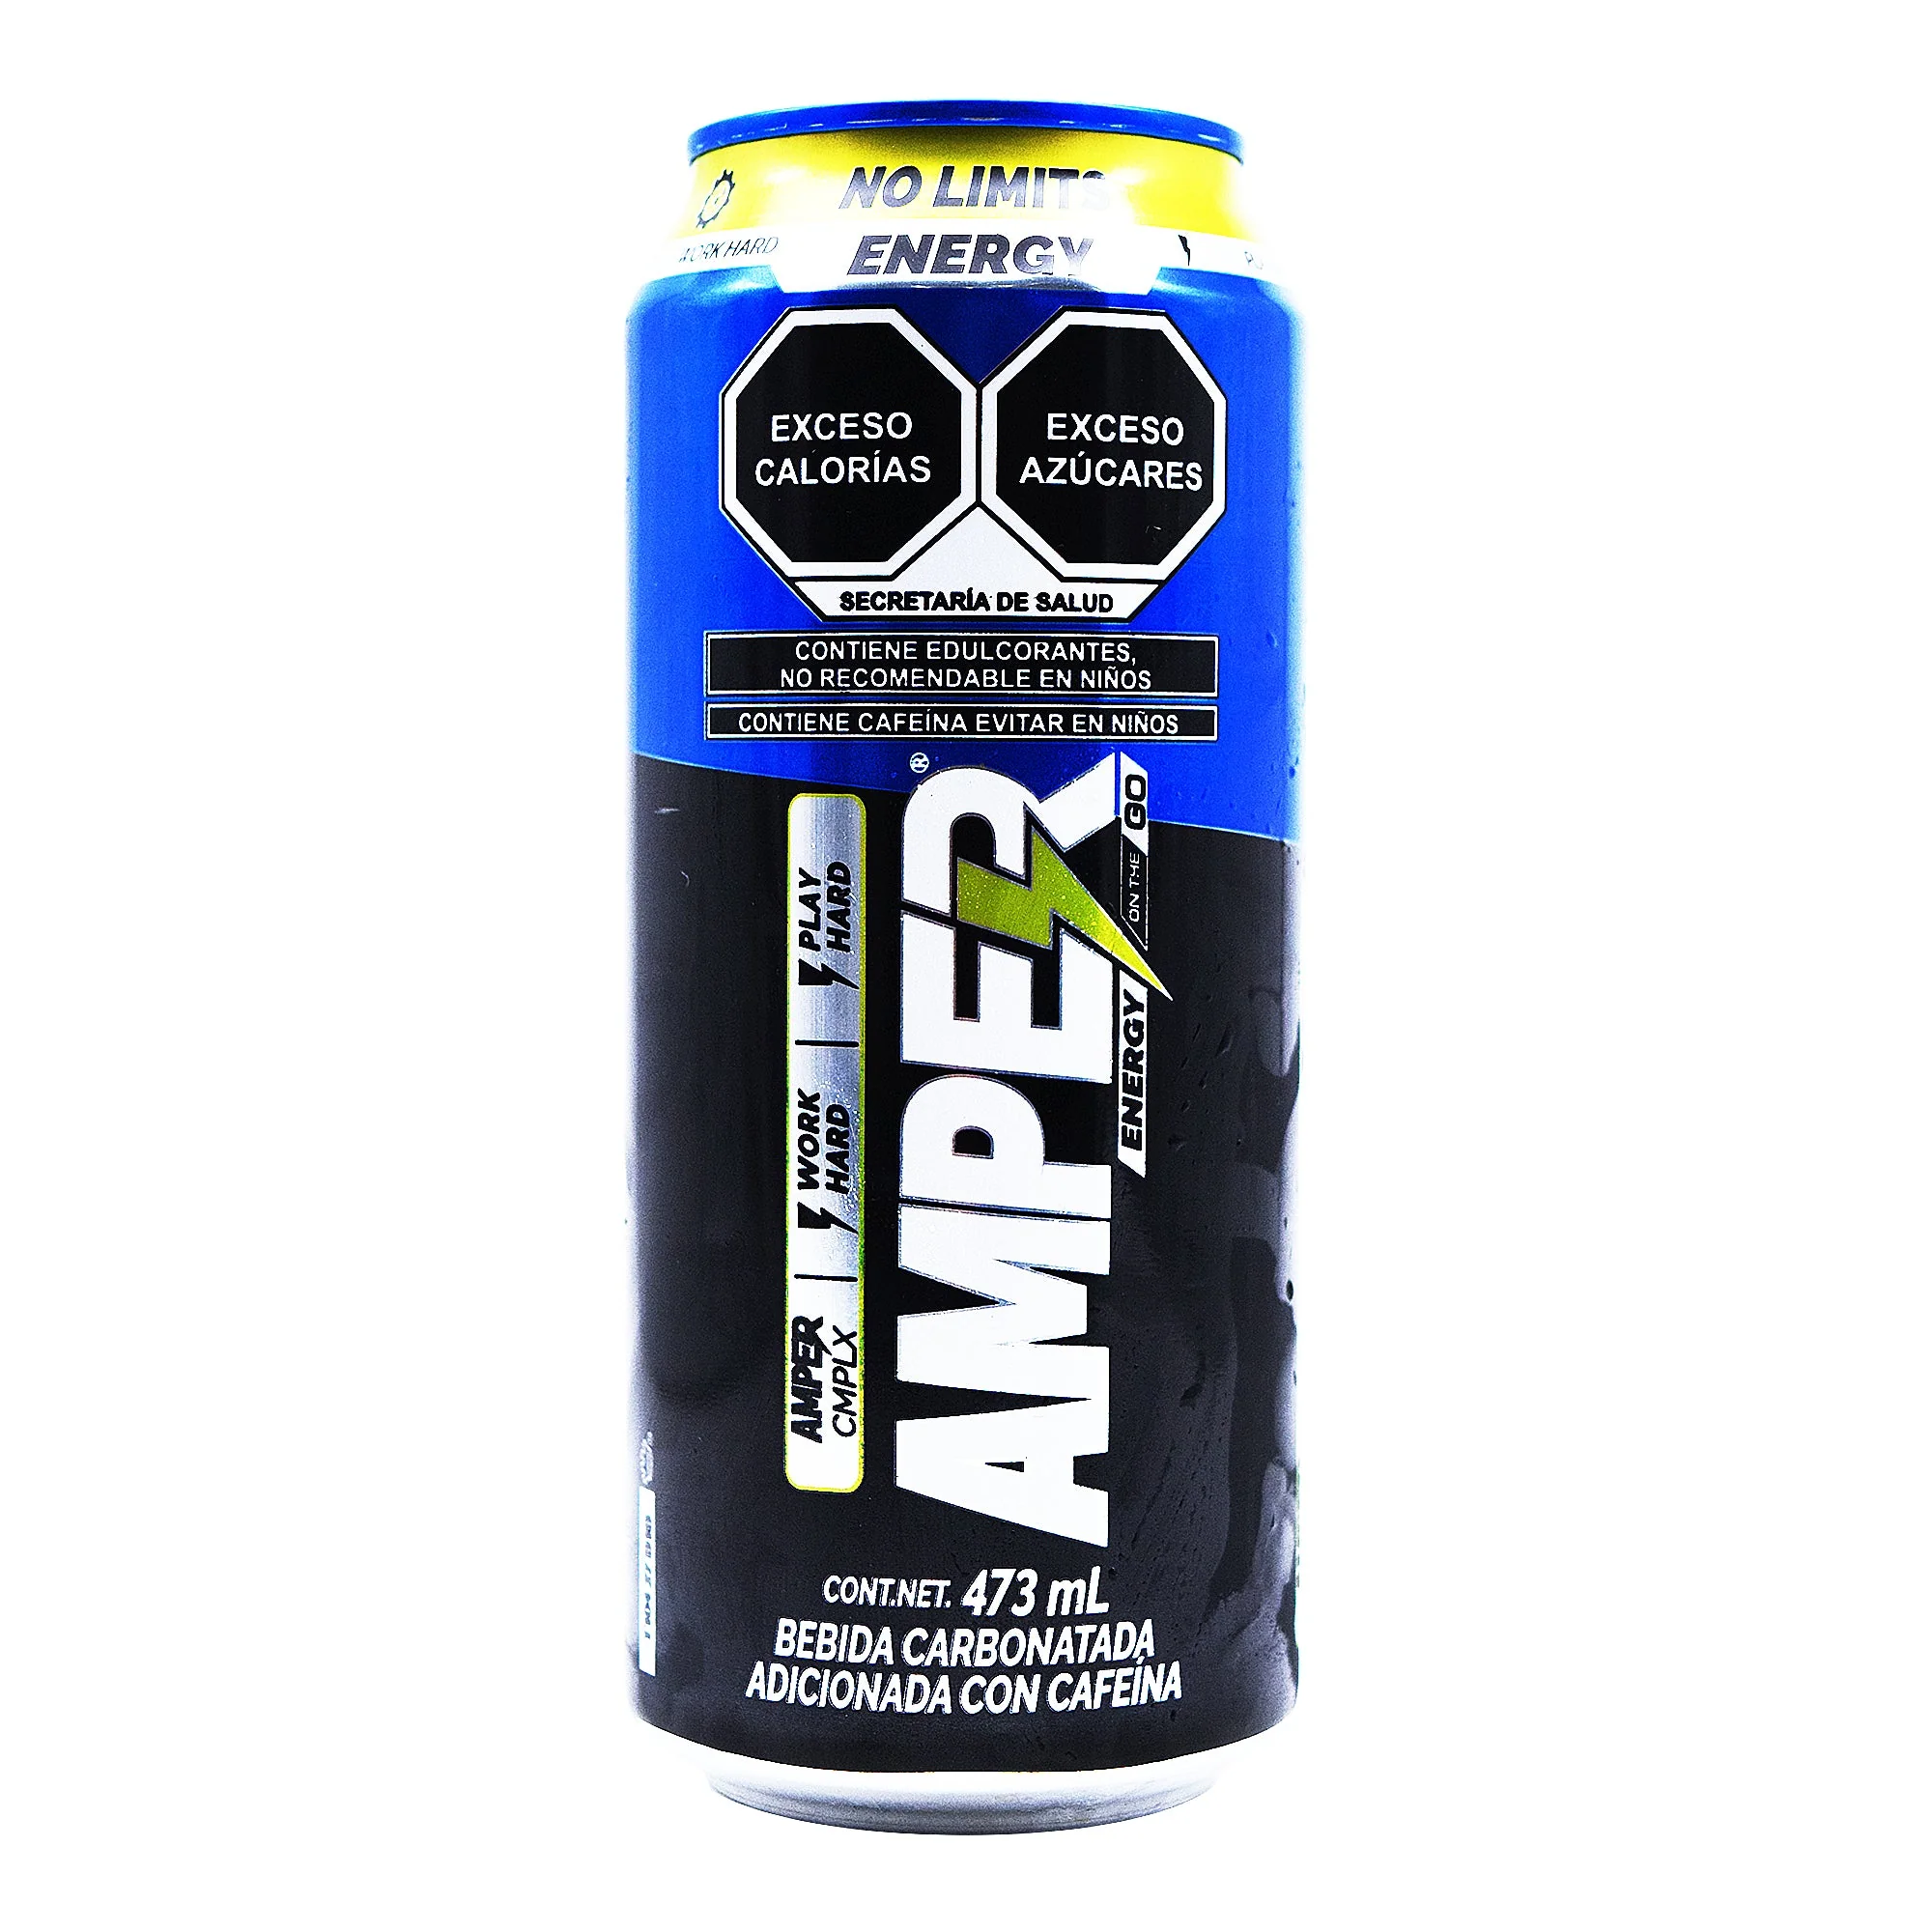 NO LIMITS
WORK HARD
ENERGY
EXCESO
CALORÍAS
EXCESO
AZÚCARES
SECRETARÍA DE SALUD
CONTIENE EDULCORANTES,
NO RECOMENDABLE EN NIÑOS
CONTIENE CAFEÍNA EVITAR EN NIÑOS
AMPER
CMPLX
WORK
HARD
PLAY
HARD
AMPER®
ENERGY ON THE GO
CONT.NET. 473 mL
BEBIDA CARBONATADA
ADICIONADA CON CAFEÍNA